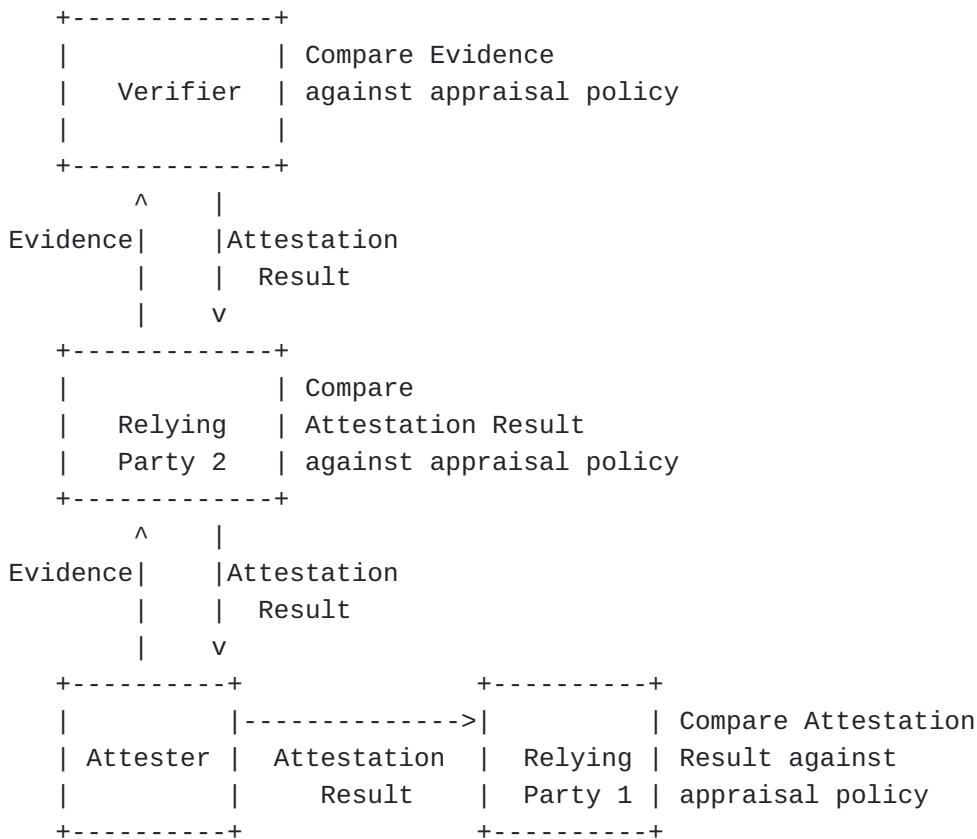 Compare Evidence
Verifier against appraisal policy
Evidence Attestation
Result
Compare
Relying Attestation Result
Party 2 against appraisal policy
Evidence Attestation
Result
Compare Attestation
Attester Attestation Relying Result against
Result Party 1 appraisal policy